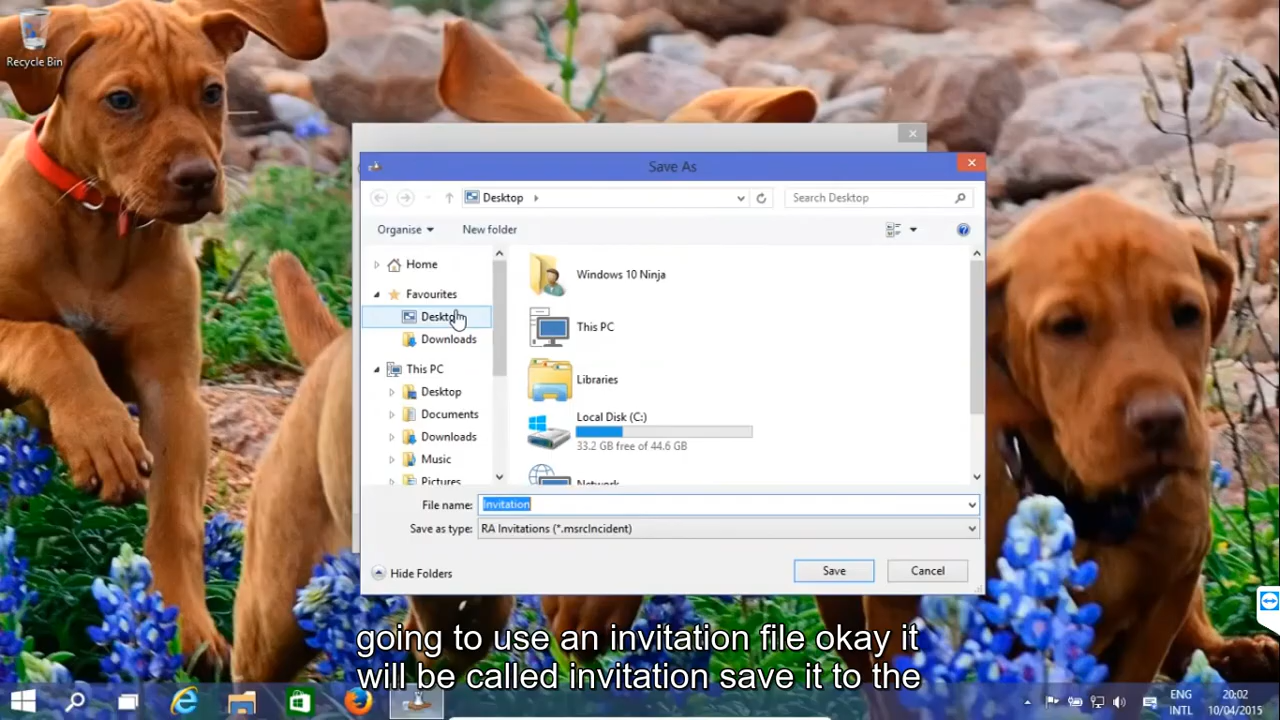 Recycle Bin
Save As
Desktop
Search Desktop
Organise
New folder
Home
Favourites
Desktop
Downloads
This PC
Desktop
Documents
Downloads
Music
Pictures
Windows 10 Ninja
This PC
Libraries
Local Disk (C:)
33.2 GB free of 44.6 GB
Network
File name:
Invitation
Save as type:
RA Invitations (*.msrcIncident)
Hide Folders
Save
Cancel
going to use an invitation file okay it
will be called invitation save it to the
ENG
INTL
20:02
10/04/2015